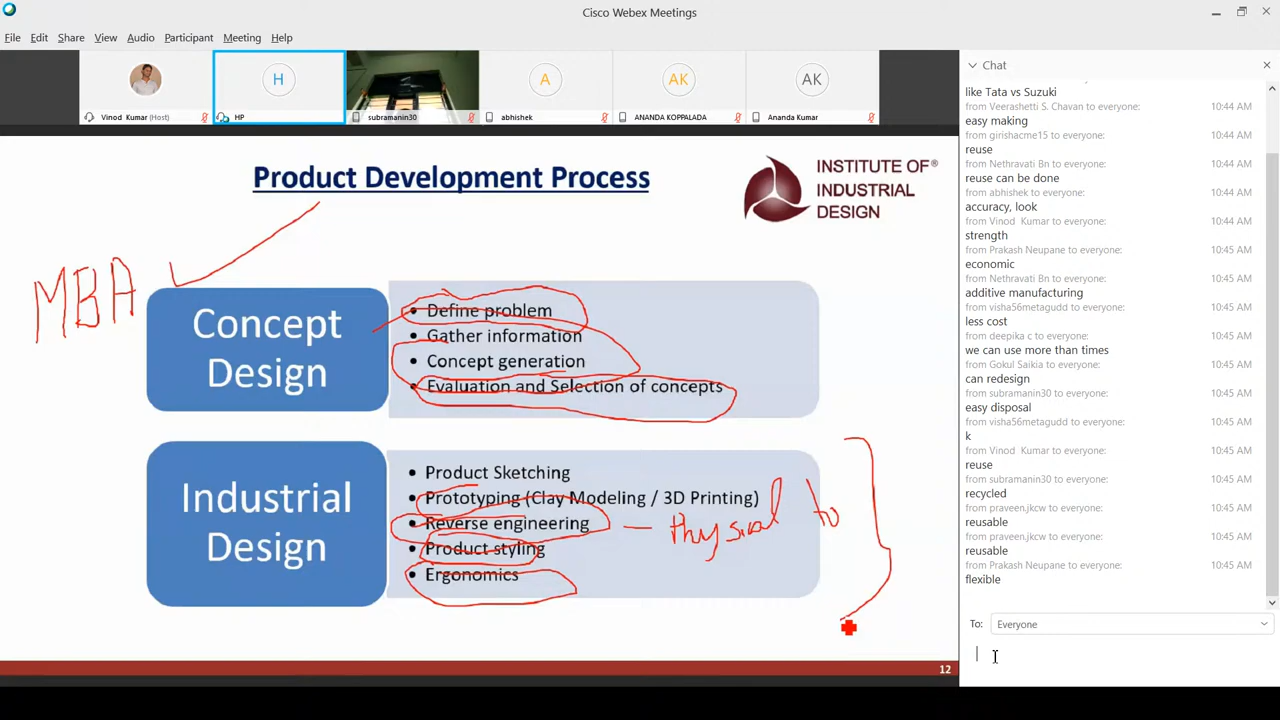 Cisco Webex Meetings
File Edit Share View Audio Participant Meeting Help
H
A
AK
AK
Vinod Kumar (Host)
HP
subramanin30
abhishek
ANANDA KOPPALADA
Ananda Kumar
Product Development Process
INSTITUTE OF®
INDUSTRIAL
DESIGN
MBA
Concept
Design
• Define problem
• Gather information
• Concept generation
• Evaluation and Selection of concepts
Industrial
Design
• Product Sketching
• Prototyping (Clay Modeling / 3D Printing)
• Reverse engineering
— Physical to
• Product styling
• Ergonomics
12
Chat
like Tata vs Suzuki
from Veerashetti S. Chavan to everyone: 10:44 AM
easy making
from girishacme15 to everyone: 10:44 AM
reuse
from Nethravati Bn to everyone: 10:44 AM
reuse can be done
from abhishek to everyone: 10:44 AM
accuracy, look
from Vinod Kumar to everyone: 10:44 AM
strength
from Prakash Neupane to everyone: 10:45 AM
economic
from Nethravati Bn to everyone: 10:45 AM
additive manufacturing
from visha56metagudd to everyone: 10:45 AM
less cost
from deepika c to everyone: 10:45 AM
we can use more than times
from Gokul Saikia to everyone: 10:45 AM
can redesign
from subramanin30 to everyone: 10:45 AM
easy disposal
from visha56metagudd to everyone: 10:45 AM
k
from Vinod Kumar to everyone: 10:45 AM
reuse
from subramanin30 to everyone: 10:45 AM
recycled
from praveen.jkcw to everyone: 10:45 AM
reusable
from praveen.jkcw to everyone: 10:45 AM
reusable
from Prakash Neupane to everyone: 10:45 AM
flexible
To: Everyone